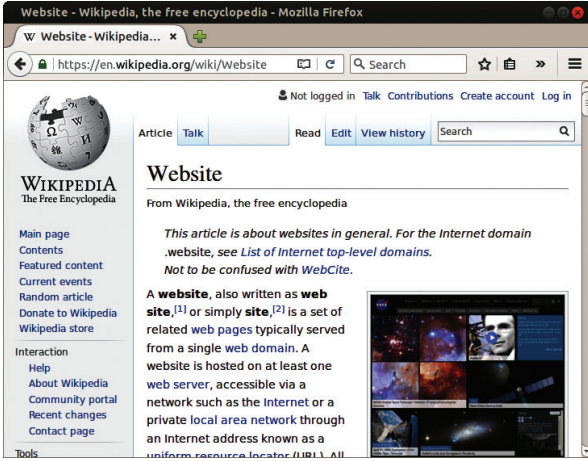 Website - Wikipedia, the free encyclopedia - Mozilla Firefox
W Website - Wikipedia... ×
https://en.wikipedia.org/wiki/Website
Search
Not logged in Talk Contributions Create account Log in
Article Talk Read Edit View history Search
WIKIPEDIA
The Free Encyclopedia
Main page
Contents
Featured content
Current events
Random article
Donate to Wikipedia
Wikipedia store
Interaction
Help
About Wikipedia
Community portal
Recent changes
Contact page
Tools
Website
From Wikipedia, the free encyclopedia
This article is about websites in general. For the Internet domain
.website, see List of Internet top-level domains.
Not to be confused with WebCite.
A website, also written as web
site,[1] or simply site,[2] is a set of
related web pages typically served
from a single web domain. A
website is hosted on at least one
web server, accessible via a
network such as the Internet or a
private local area network through
an Internet address known as a
uniform resource locator (URL). All